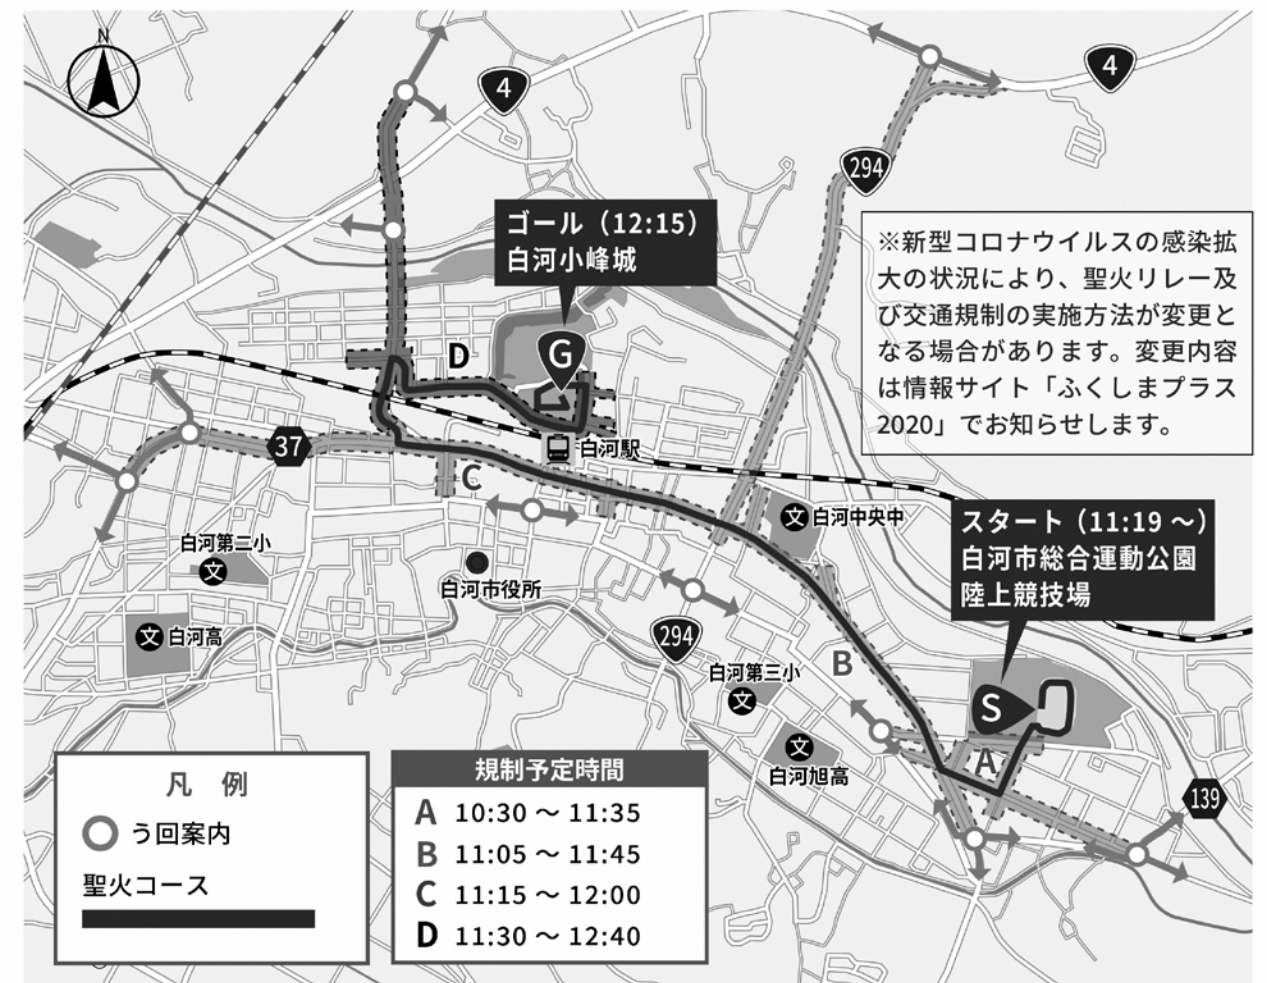 N
4
4
294
ゴール（12:15）
白河小峰城
※新型コロナウイルスの感染拡
大の状況により、聖火リレー及
び交通規制の実施方法が変更と
なる場合があります。変更内容
は情報サイト「ふくしまプラス
2020」でお知らせします。
D
G
37
白河駅
C
文 白河中央中
スタート（11:19 ～）
白河市総合運動公園
陸上競技場
白河第二小
文
白河市役所
文 白河高
294
B
白河第三小
文
S
文
白河旭高
A
139
凡 例
う回案内
聖火コース
規制予定時間
A 10:30 ～ 11:35
B 11:05 ～ 11:45
C 11:15 ～ 12:00
D 11:30 ～ 12:40